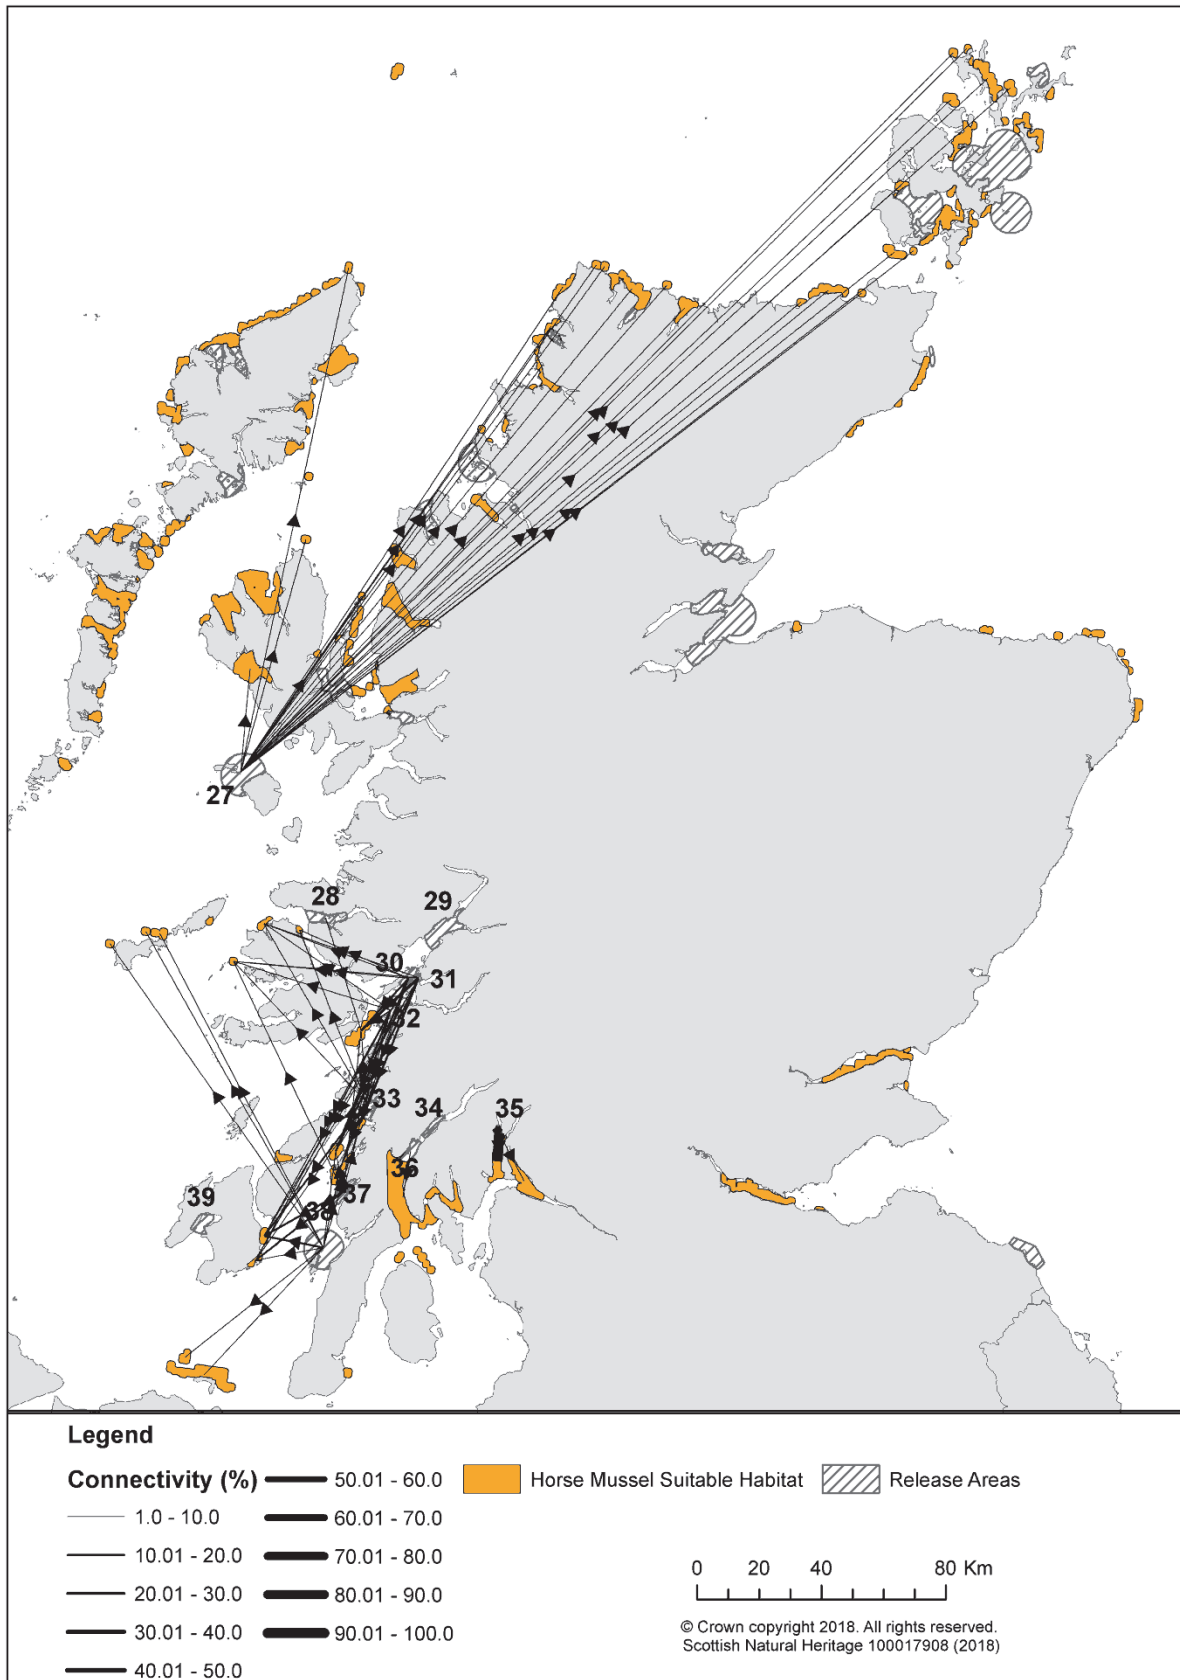 27
28
29
30
31
32
33
34
35
36
37
38
39
Legend
Connectivity (%)
1.0 - 10.0
10.01 - 20.0
20.01 - 30.0
30.01 - 40.0
40.01 - 50.0
50.01 - 60.0
60.01 - 70.0
70.01 - 80.0
80.01 - 90.0
90.01 - 100.0
Horse Mussel Suitable Habitat
Release Areas
0 20 40 80 Km
© Crown copyright 2018. All rights reserved.
Scottish Natural Heritage 100017908 (2018)